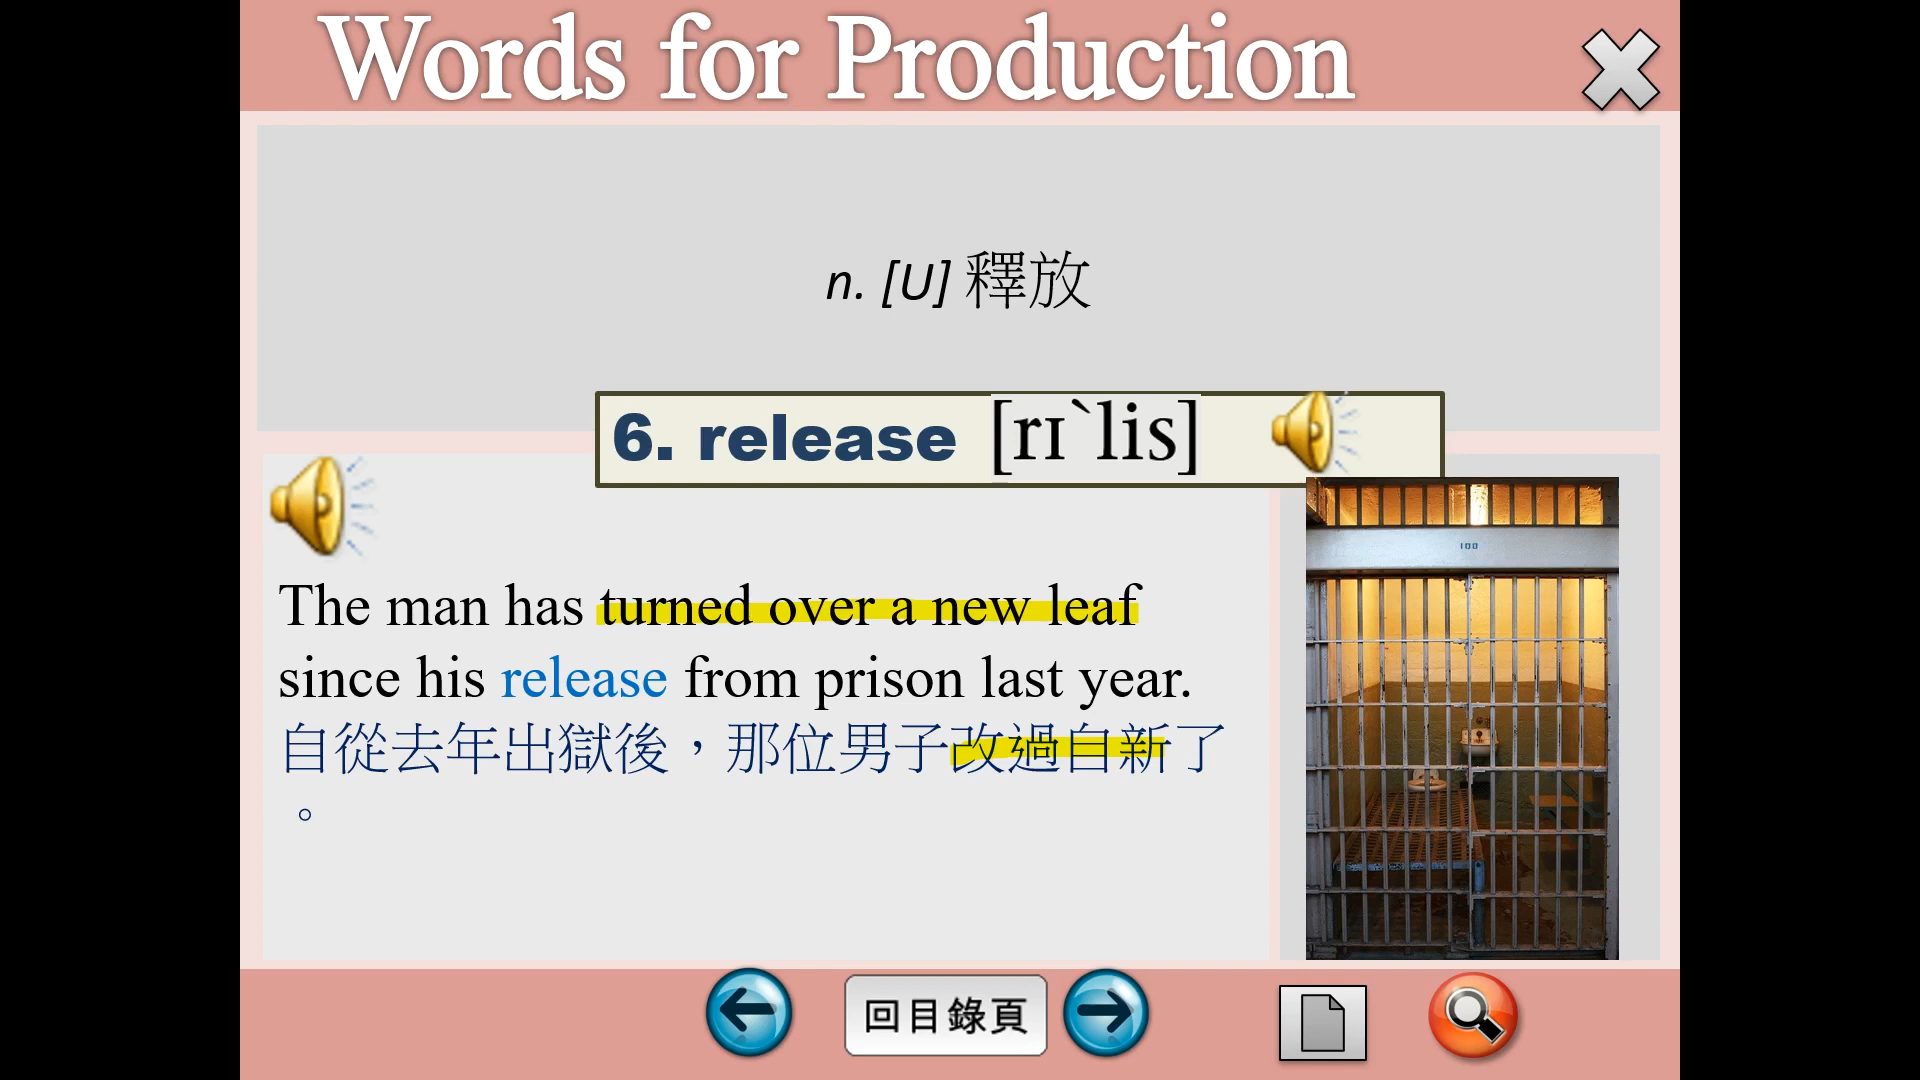 Words for Production
n. [U] 釋放
6. release [rɪˋlis]
100
The man has turned over a new leaf
since his release from prison last year.
自從去年出獄後，那位男子改過自新了
。
回目錄頁